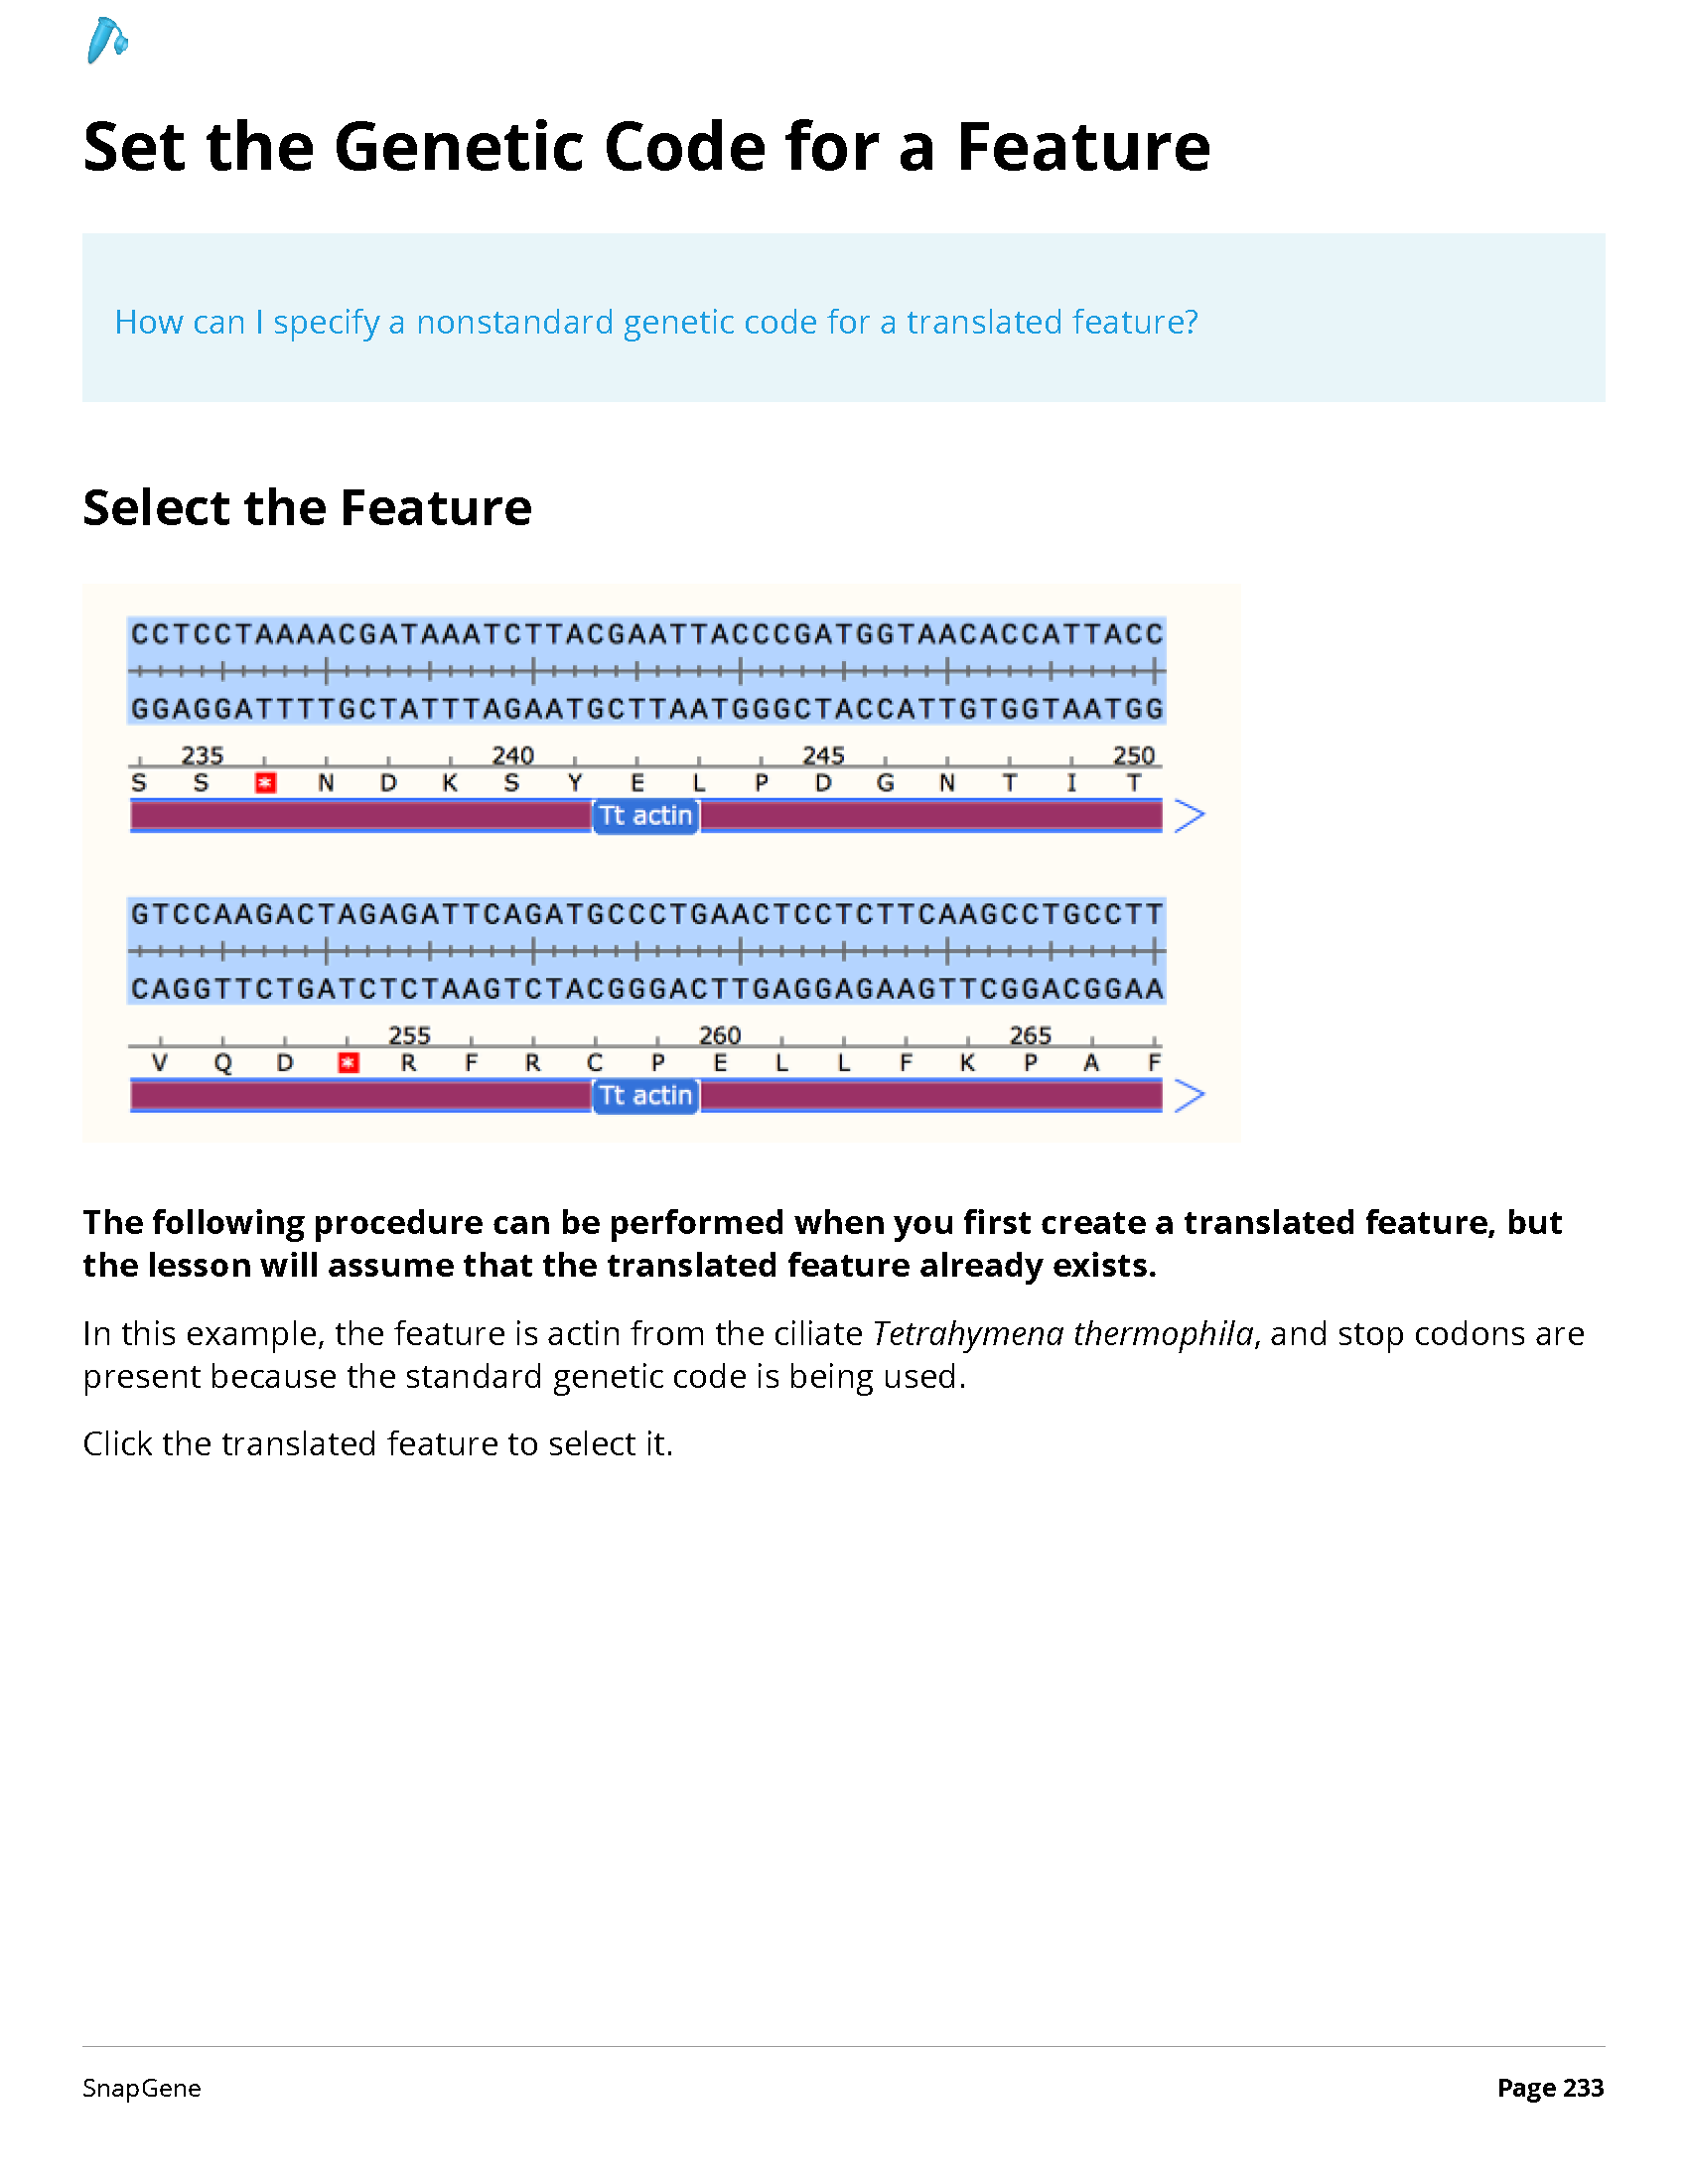 Set the Genetic Code for a Feature
How can I specify a nonstandard genetic code for a translated feature?
Select the Feature
CCTCCTAAAACGATAAATCTTACGAATTACCCGATGGTAACACCATTACC
GGAGGATTTTGCTATTTAGAATGCTTAATGGGCTACCATTGTGGTAATGG
235 240 245 250
S S * N D K S Y E L P D G N T I T
Tt actin
GTCCAAGACTAGAGATTCAGATGCCCTGAACTCCTCTTCAAGCCTGCCTT
CAGGTTCTGATCTCTAAGTCTACGGGACTTGAGGAGAAGTTCGGACGGAA
255 260 265
V Q D * R F R C P E L L F K P A F
Tt actin
The following procedure can be performed when you first create a translated feature, but
the lesson will assume that the translated feature already exists.
In this example, the feature is actin from the ciliate Tetrahymena thermophila, and stop codons are
present because the standard genetic code is being used.
Click the translated feature to select it.
SnapGene
Page 233